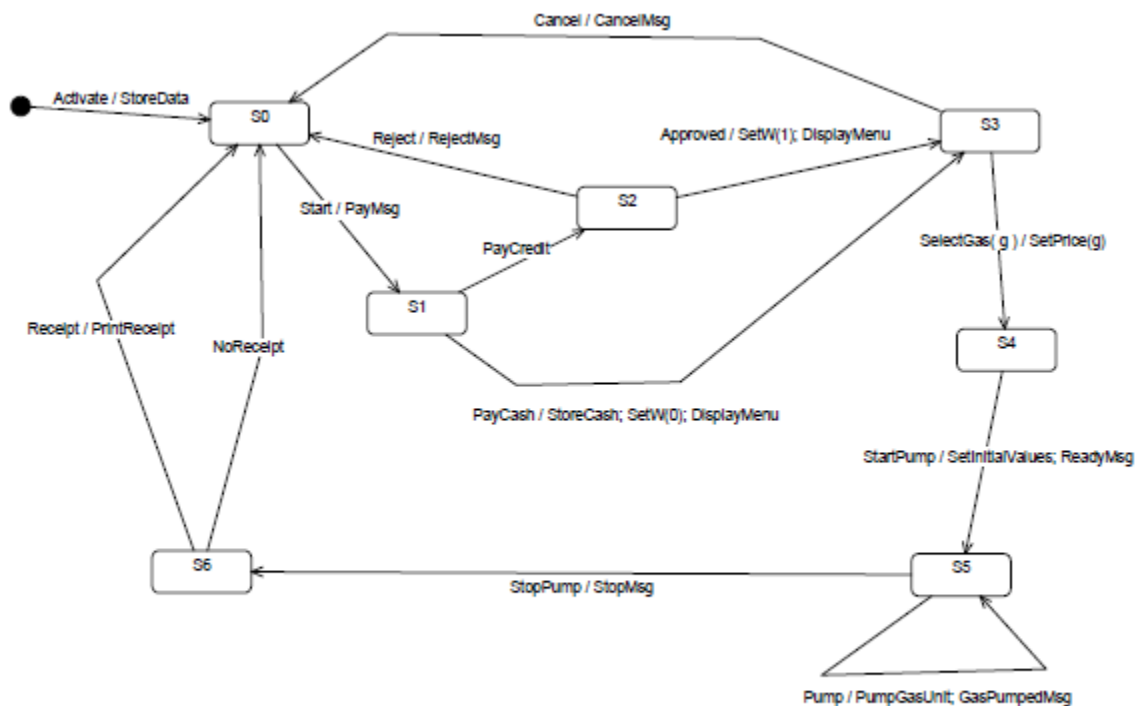 Cancel / CancelMsg
Activate / StoreData
S0
S3
Reject / RejectMsg
Approved / SetW(1); DisplayMenu
S2
Start / PayMsg
SelectGas( g ) / SetPrice(g)
PayCredit
S1
Receipt / PrintReceipt
NoReceipt
S4
PayCash / StoreCash; SetW(0); DisplayMenu
StartPump / SetInitialValues; ReadyMsg
S6
S5
StopPump / StopMsg
Pump / PumpGasUnit; GasPumpedMsg